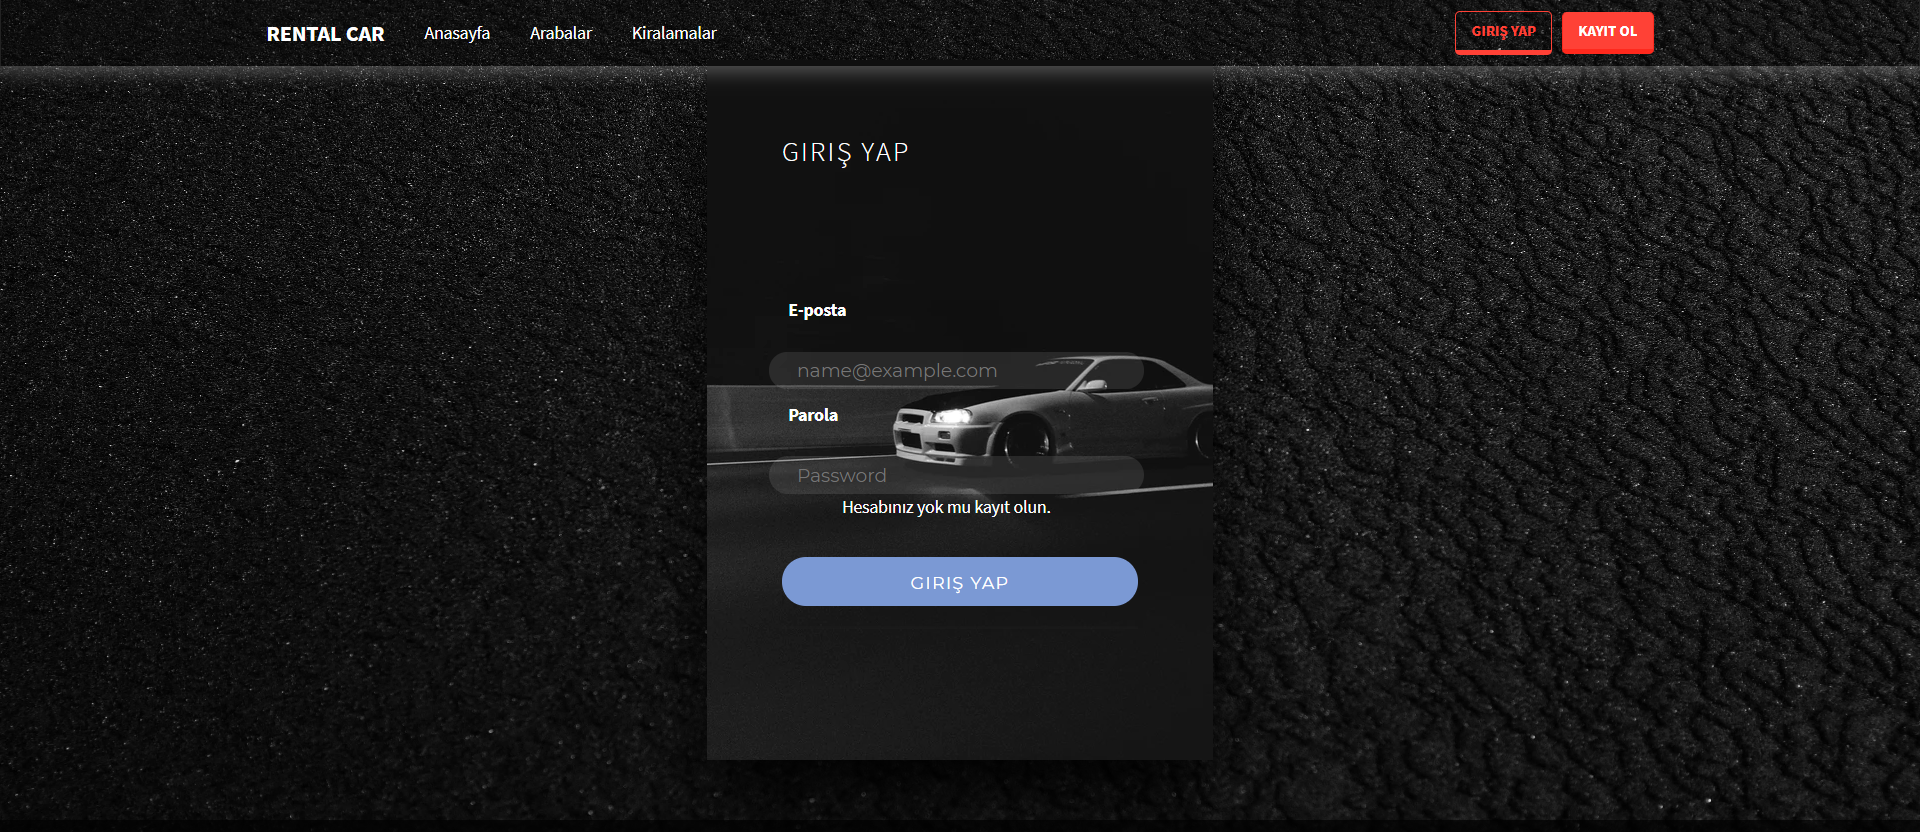 RENTAL CAR Anasayfa Arabalar Kiralamalar GIRIŞ YAP KAYIT OL
GIRIŞ YAP
E-posta
name@example.com
Parola
Password
Hesabınız yok mu kayıt olun.
GIRIŞ YAP